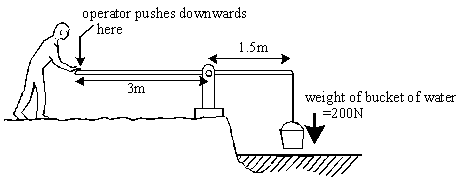 operator pushes downwards
here
1.5m
3m
weight of bucket of water
=200N